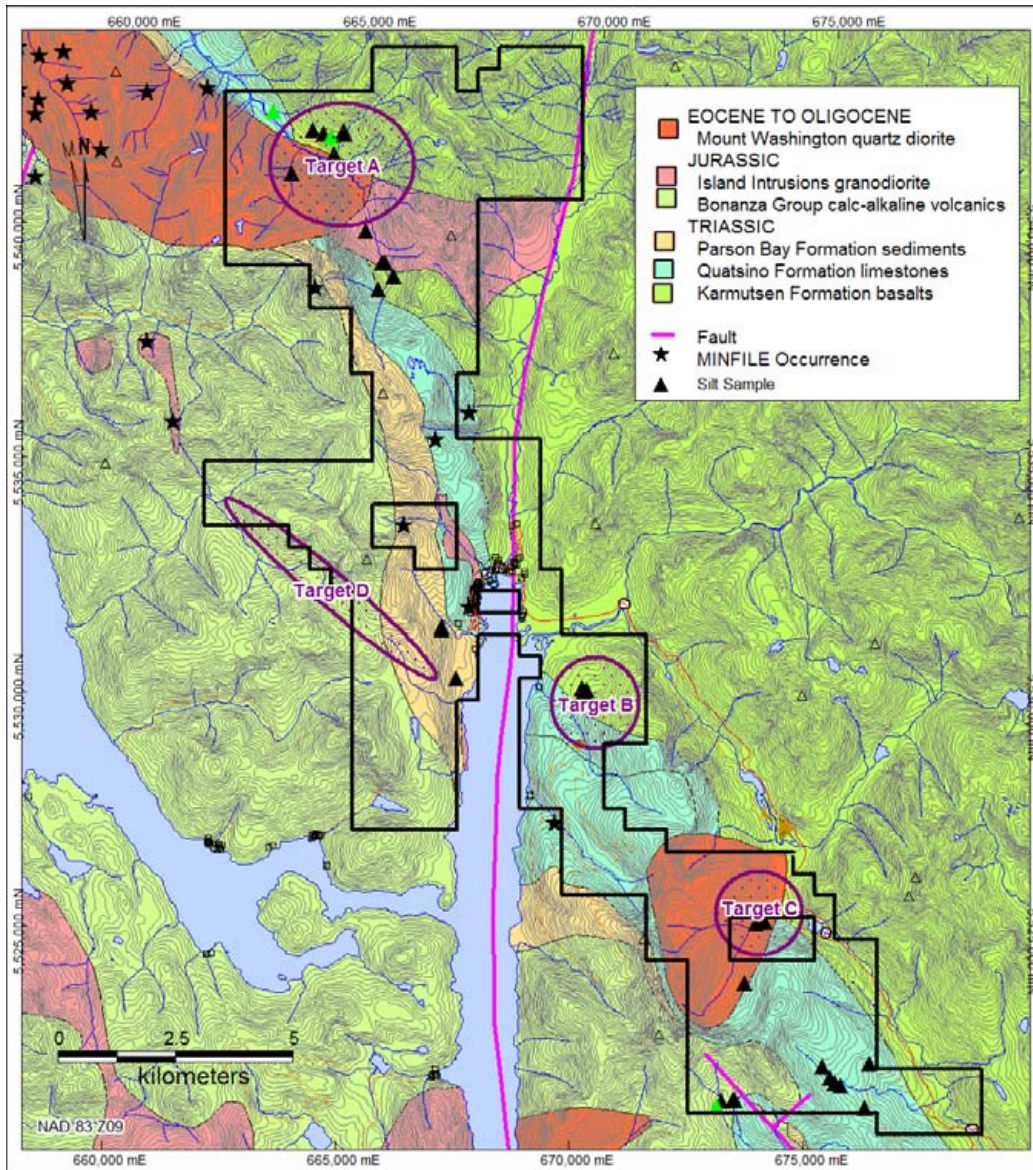 660,000 mE
665,000 mE
670,000 mE
675,000 mE
EOCENE TO OLIGOCENE
Mount Washington quartz diorite
JURASSIC
Island Intrusions granodiorite
Bonanza Group calc-alkaline volcanics
TRIASSIC
Parson Bay Formation sediments
Quatsino Formation limestones
Karmutsen Formation basalts
Fault
MINFILE Occurrence
Silt Sample
M
N
Target A
5,540,000 mN
5,535,000 mN
Target D
5,530,000 mN
Target B
Target C
5,525,000 mN
0
2.5
5
kilometers
NAD 83 Z09
660,000 mE
665,000 mE
670,000 mE
675,000 mE